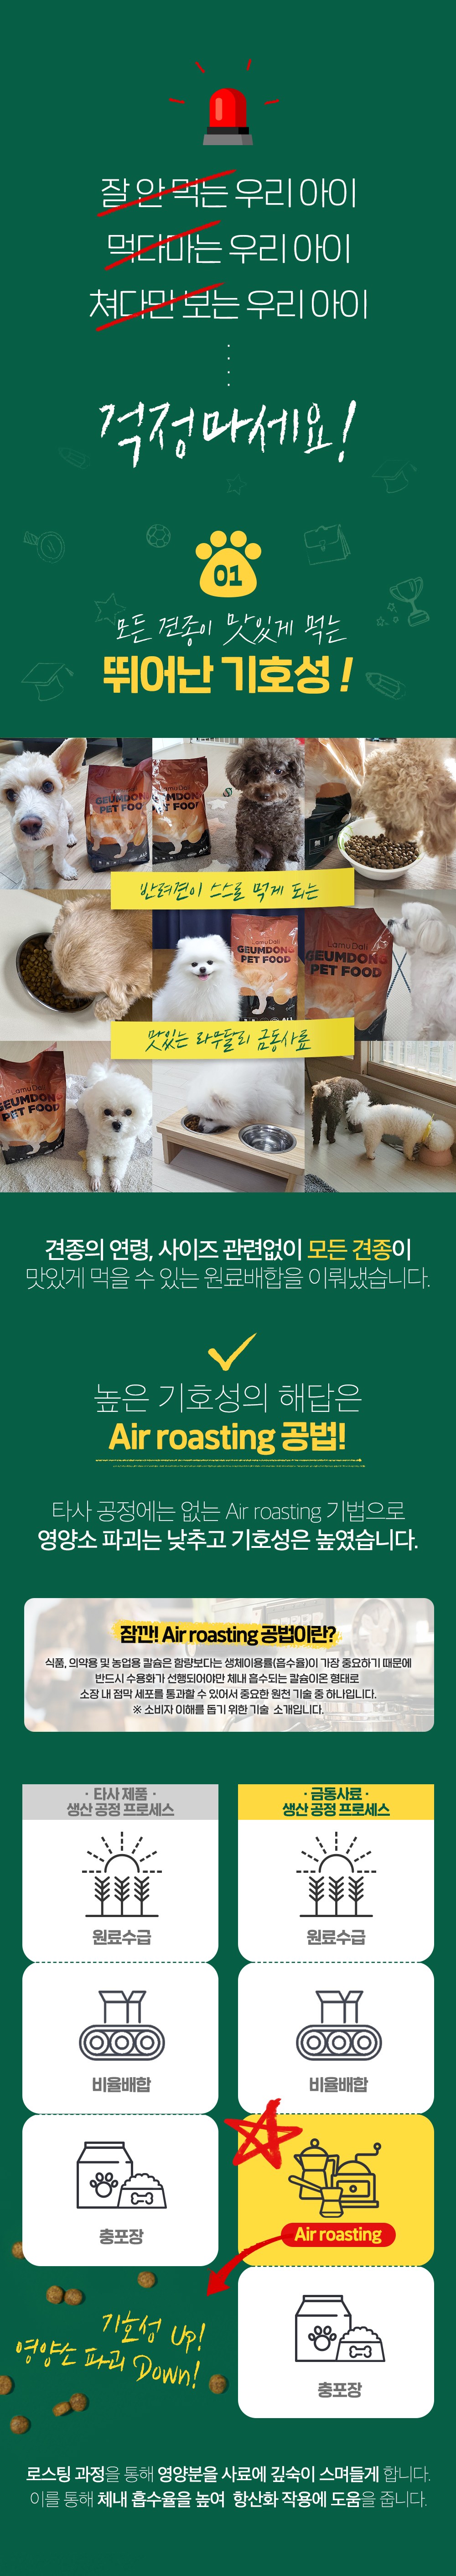 잘 안 먹는 우리 아이
먹다마는 우리 아이
쳐다만 보는 우리 아이
걱정마세요!
01
모든 견종이 맛있게 먹는
뛰어난 기호성!
GEUMDONG
PET FOOD
LamuDali
GEUMDONG
PET FOOD
반려견이 스스로 먹게 되는
LamuDali
GEUMDONG
PET FOOD
LamuDali
GEUMDONG
PET FOOD
맛있는 라무달리 금동사료
LamuDali
GEUMDONG
PET FOOD
견종의 연령, 사이즈 관련없이 모든 견종이
맛있게 먹을 수 있는 원료배합을 이뤄냈습니다.
높은 기호성의 해답은
Air roasting 공법!
타사 공정에는 없는 Air roasting 기법으로
영양소 파괴는 낮추고 기호성은 높였습니다.
잠깐! Air roasting 공법이란?
식품, 의약용 및 농업용 칼슘은 함량보다는 생체이용률(흡수율)이 가장 중요하기 때문에
반드시 수용화가 선행되어야만 체내 흡수되는 칼슘이온 형태로
소장 내 점막 세포를 통과할 수 있어서 중요한 원천 기술 중 하나입니다.
※ 소비자 이해를 돕기 위한 기술 소개입니다.
· 타사 제품 ·
생산 공정 프로세스
원료수급
비율배합
충포장
· 금동사료 ·
생산 공정 프로세스
원료수급
비율배합
Air roasting
충포장
기호성 Up!
영양소 파괴 Down!
로스팅 과정을 통해 영양분을 사료에 깊숙이 스며들게 합니다.
이를 통해 체내 흡수율을 높여 항산화 작용에 도움을 줍니다.